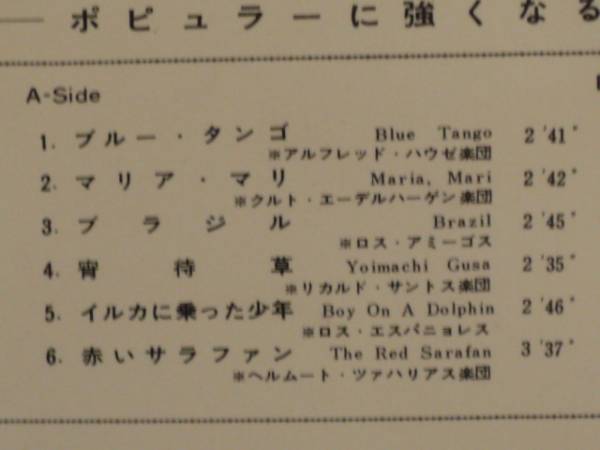 ポピュラーに強くなる
A-Side
1. ブルー・タンゴ Blue Tango 2'41"
※アルフレッド・ハウゼ楽団
2. マリア・マリ Maria, Mari 2'42"
※クルト・エーデルハーゲン楽団
3. ブラジル Brazil 2'45"
※ロス・アミーゴス
4. 宵待草 Yoimachi Gusa 2'35"
※リカルド・サントス楽団
5. イルカに乗った少年 Boy On A Dolphin 2'46"
※ロス・エスパニョレス
6. 赤いサラファン The Red Sarafan 3'37"
※ヘルムート・ツァハリアス楽団